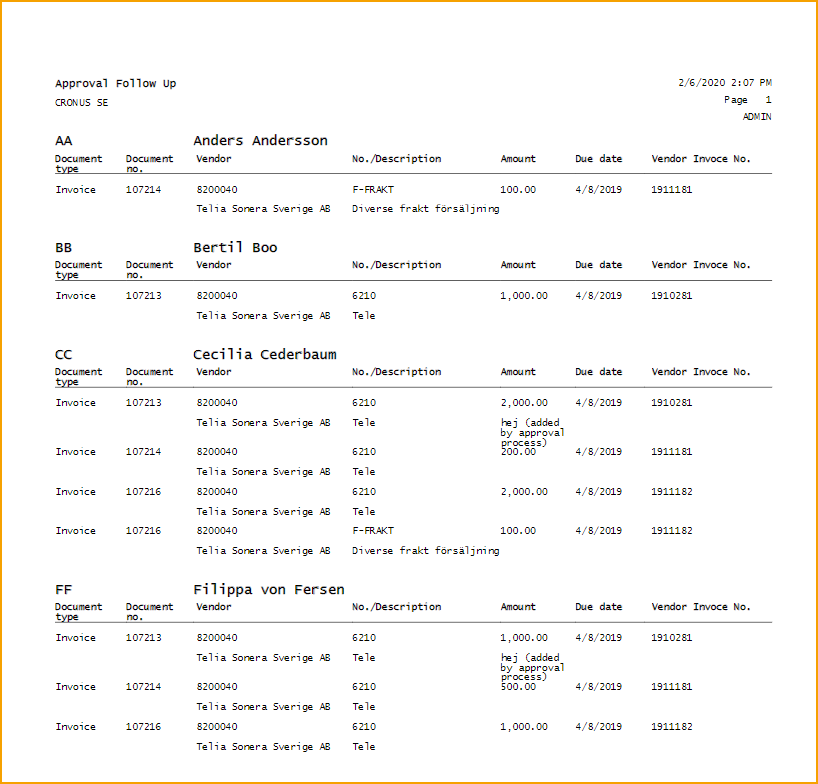 Approval Follow Up 2/6/2020 2:07 PM
CRONUS SE Page 1
ADMIN
AA Anders Andersson
Document type Document no. Vendor No./Description Amount Due date Vendor Invoce No.
Invoice 107214 8200040 F-FRAKT 100.00 4/8/2019 1911181
Telia Sonera Sverige AB Diverse frakt försäljning
BB Bertil Boo
Document type Document no. Vendor No./Description Amount Due date Vendor Invoce No.
Invoice 107213 8200040 6210 1,000.00 4/8/2019 1910281
Telia Sonera Sverige AB Tele
CC Cecilia Cederbaum
Document type Document no. Vendor No./Description Amount Due date Vendor Invoce No.
Invoice 107213 8200040 6210 2,000.00 4/8/2019 1910281
Telia Sonera Sverige AB Tele hej (added by approval process)
Invoice 107214 8200040 6210 200.00 4/8/2019 1911181
Telia Sonera Sverige AB Tele
Invoice 107216 8200040 6210 2,000.00 4/8/2019 1911182
Telia Sonera Sverige AB Tele
Invoice 107216 8200040 F-FRAKT 100.00 4/8/2019 1911182
Telia Sonera Sverige AB Diverse frakt försäljning
FF Filippa von Fersen
Document type Document no. Vendor No./Description Amount Due date Vendor Invoce No.
Invoice 107213 8200040 6210 1,000.00 4/8/2019 1910281
Telia Sonera Sverige AB Tele hej (added by approval process)
Invoice 107214 8200040 6210 500.00 4/8/2019 1911181
Telia Sonera Sverige AB Tele
Invoice 107216 8200040 6210 1,000.00 4/8/2019 1911182
Telia Sonera Sverige AB Tele